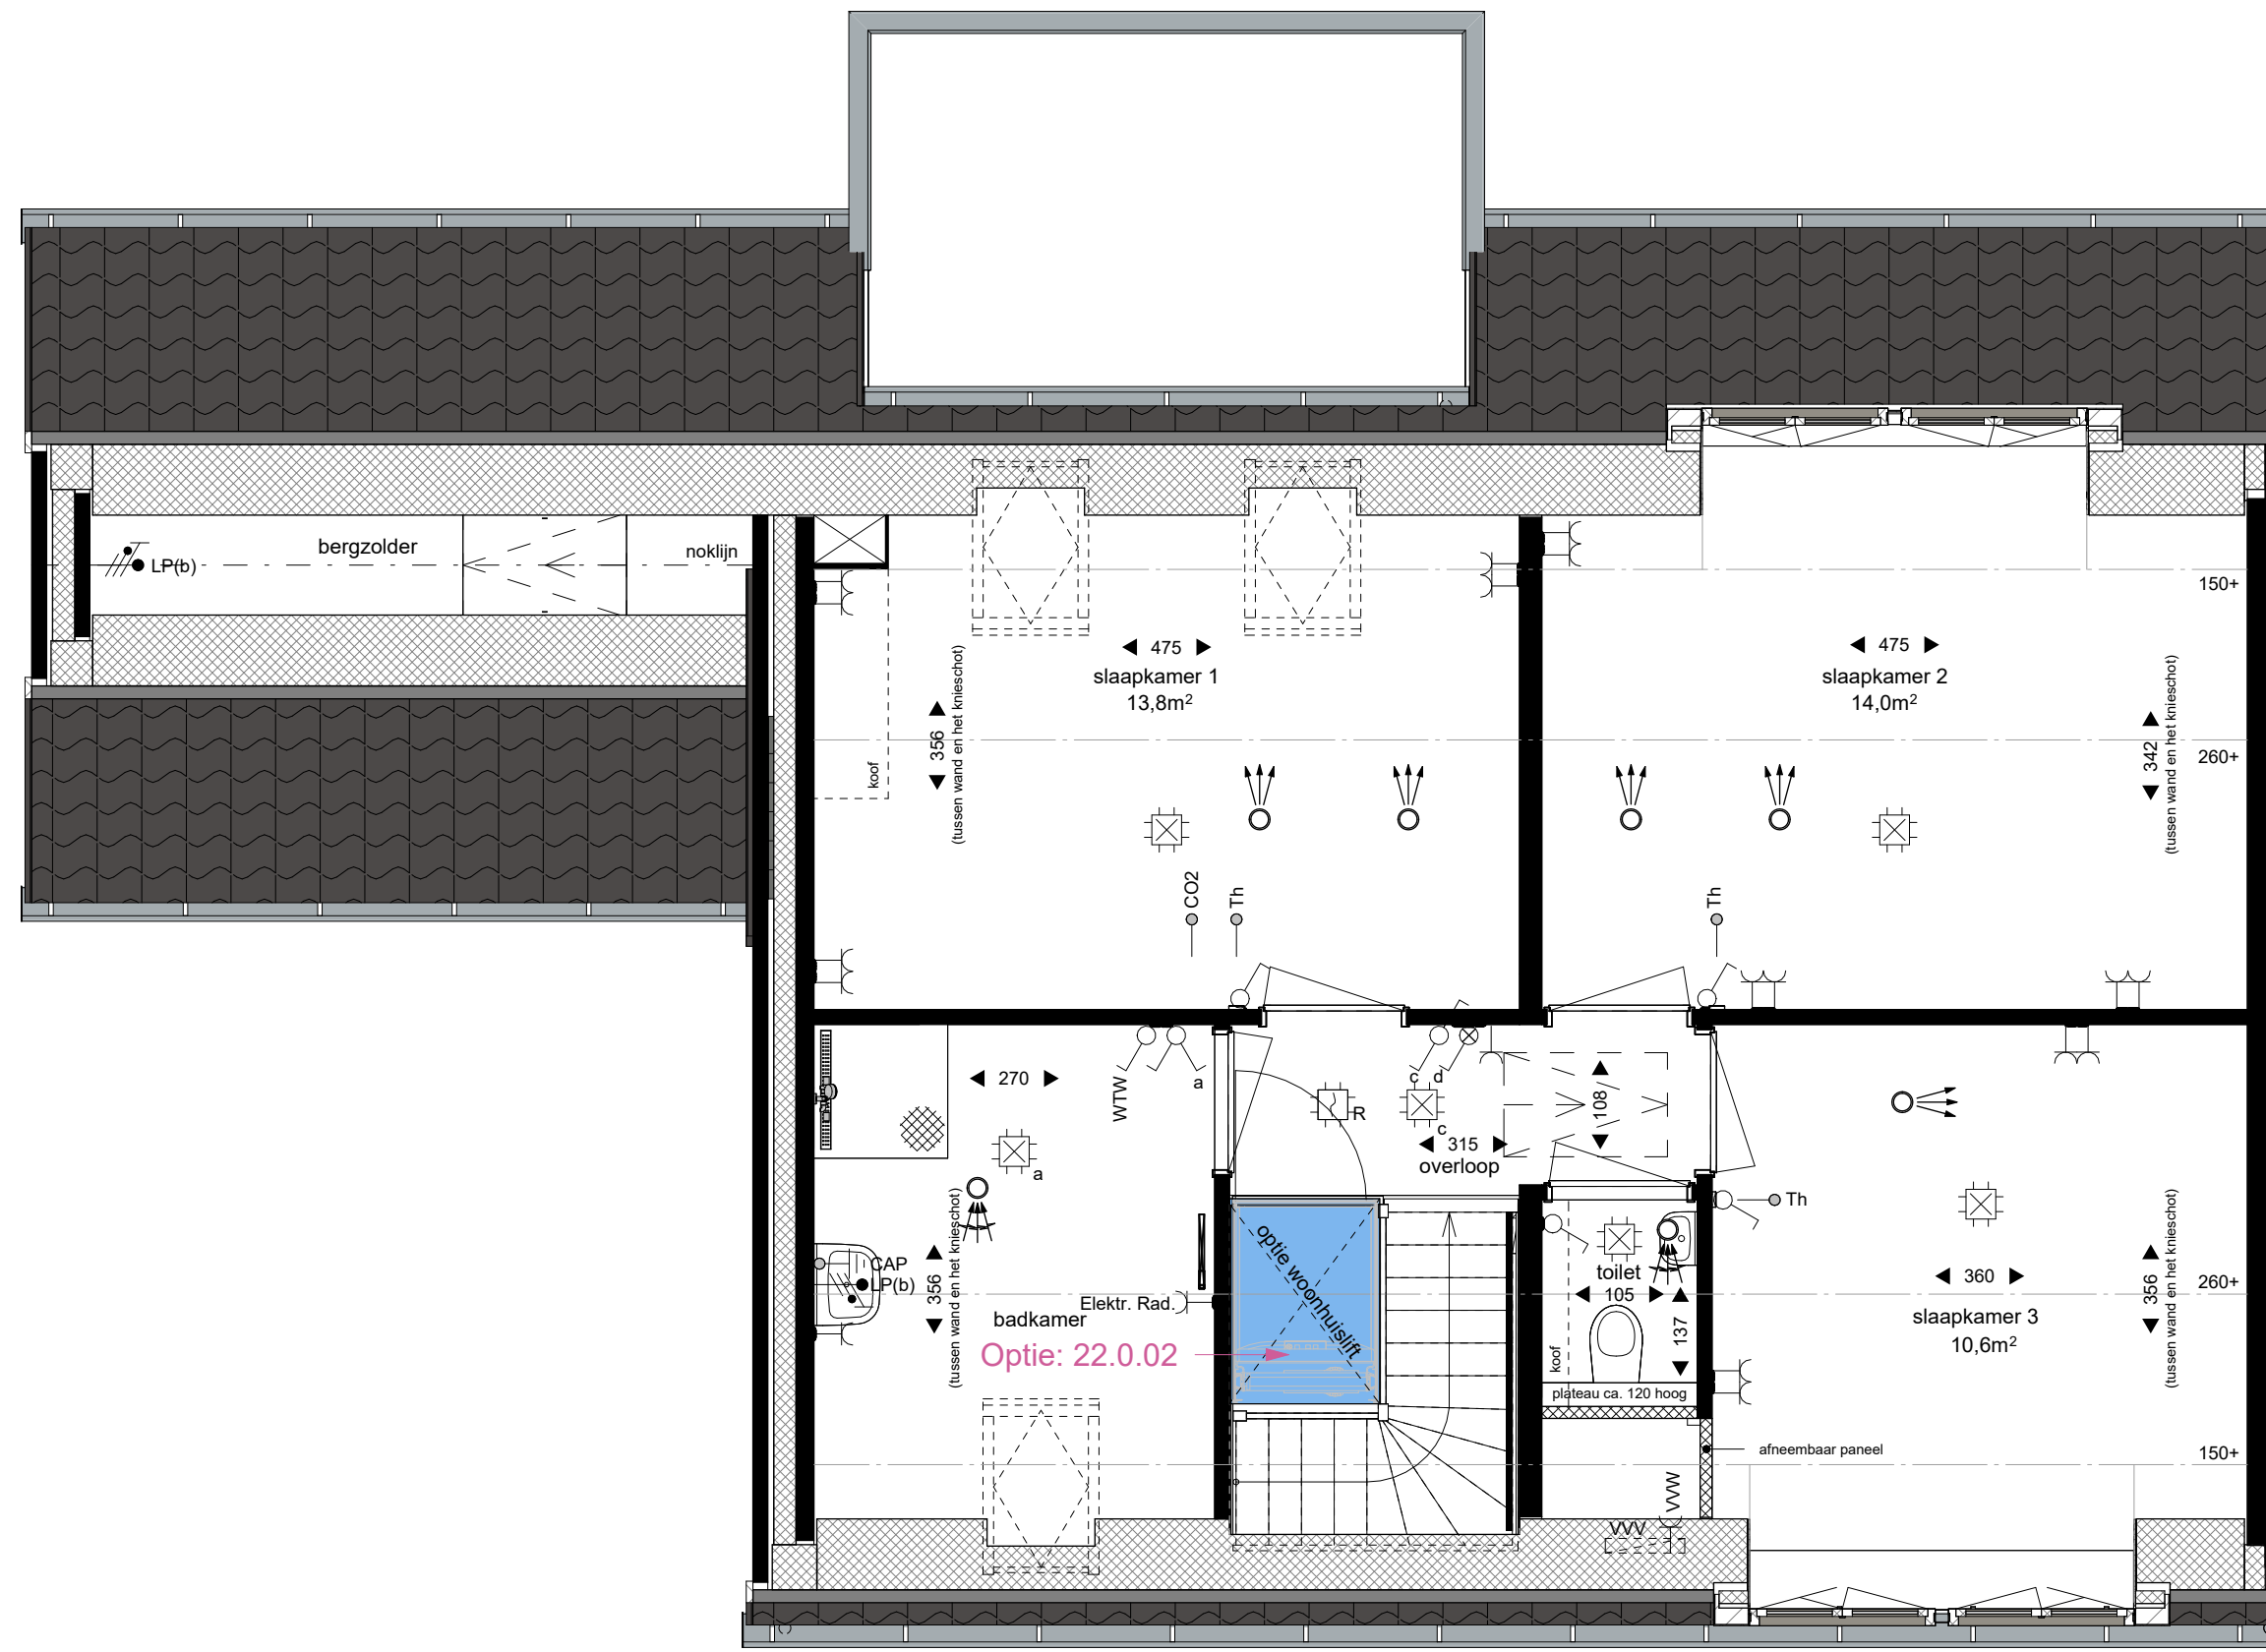 bergzolder
noklijn
LP(b)
150+
475
slaapkamer 1
13,8m²
475
slaapkamer 2
14,0m²
356
(tussen wand en het knieschot)
koof
342
(tussen wand en het knieschot)
260+
CO2
Th
Th
270
WTW
a
a
c
d
R
c
315
overloop
108
Th
optie woonhuislift
CAP
LP(b)
356
(tussen wand en het knieschot)
Elektr. Rad.
badkamer
Optie: 22.0.02
toilet
105
137
koof
plateau ca. 120 hoog
360
slaapkamer 3
10,6m²
356
(tussen wand en het knieschot)
260+
afneembaar paneel
150+
VVW
VVV